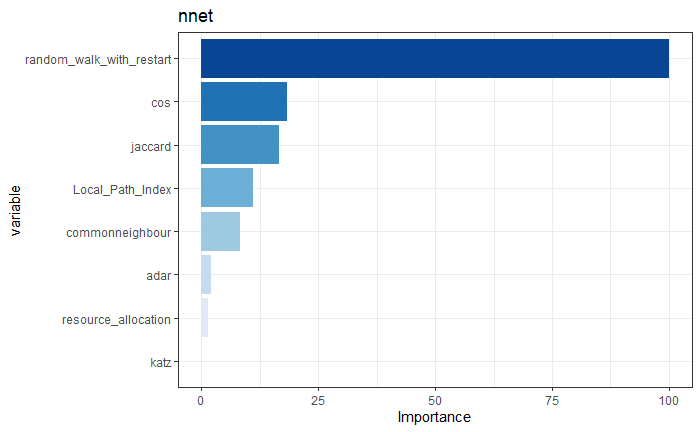 nnet
random_walk_with_restart
cos
jaccard
Local_Path_Index
commonneighbour
adar
resource_allocation
katz
variable
0 25 50 75 100
Importance